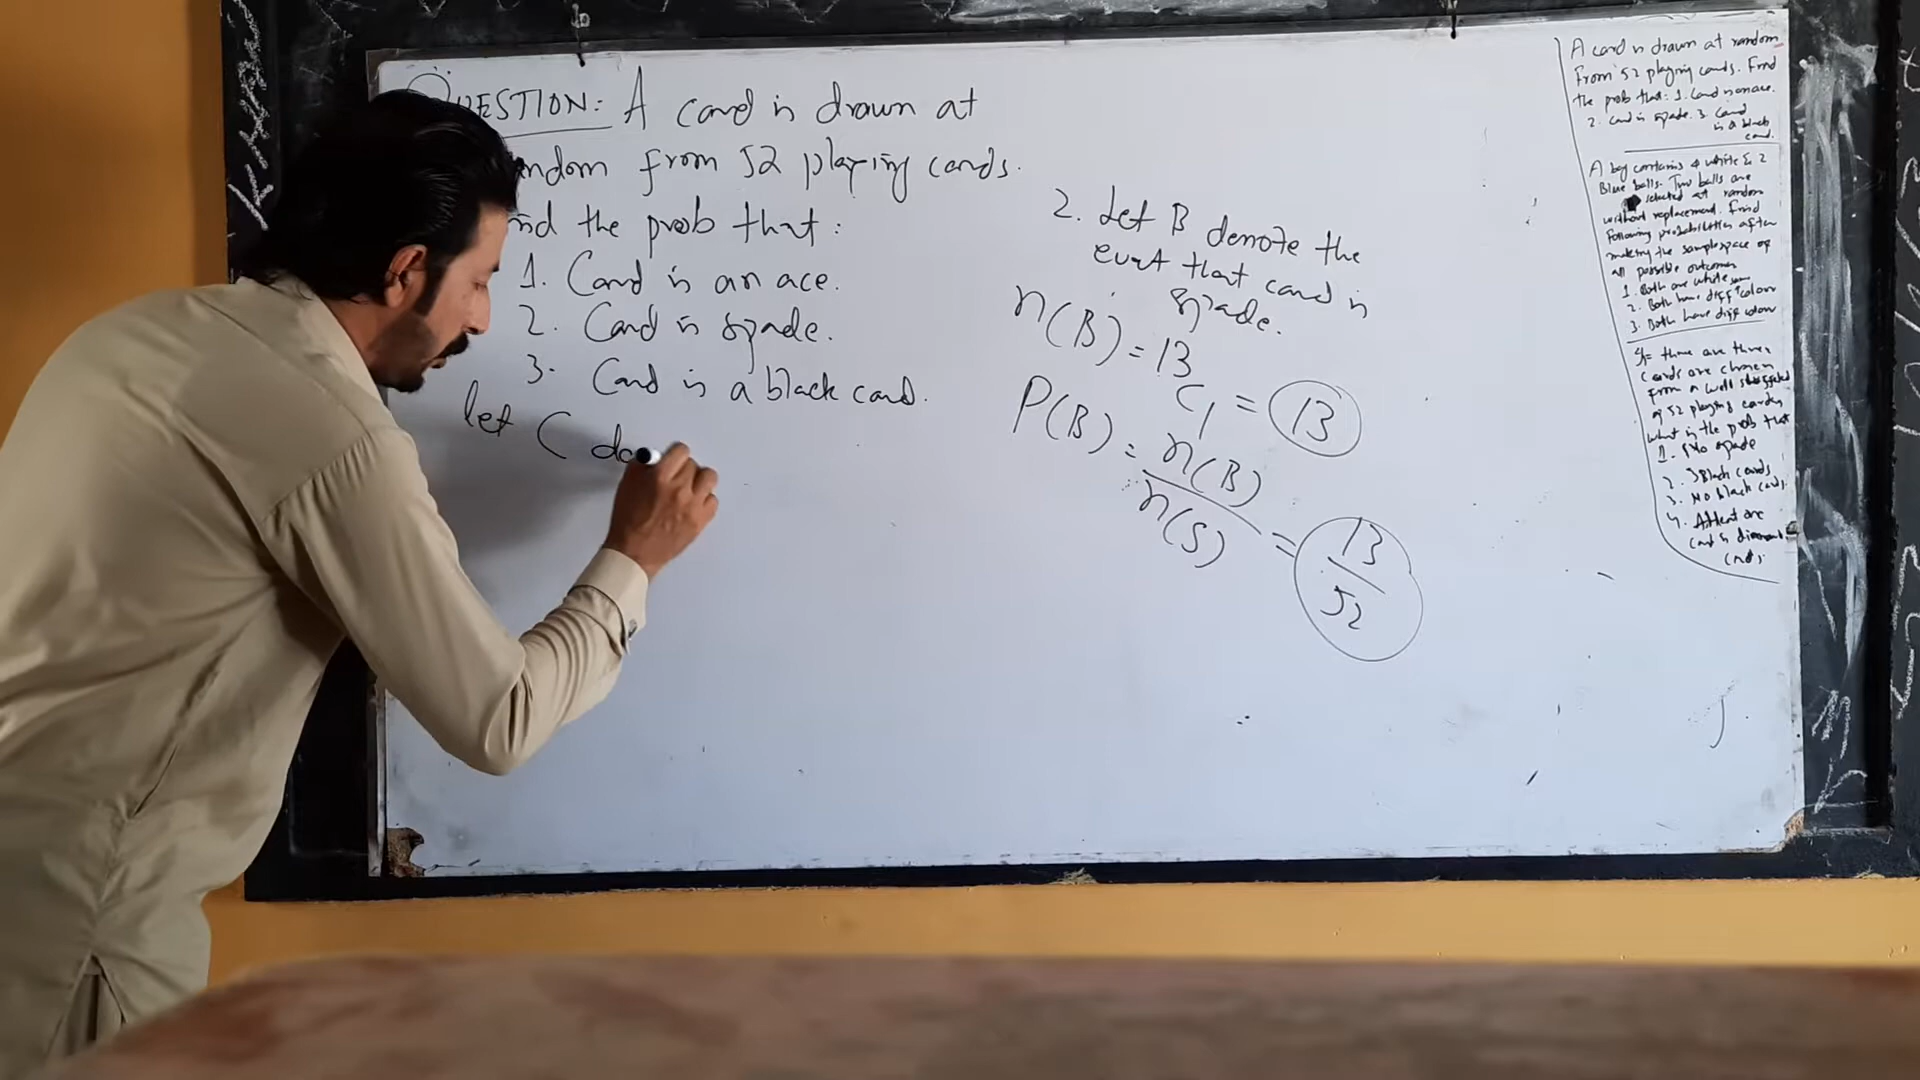 QUESTION: A card is drawn at
random from 52 playing cards.
find the prob that:
1. Card is an ace.
2. Card is spade.
3. Card is a black card.
let C de
2. Let B denote the
event that card is
spade.
n(B) = 13
C1 = 13
P(B) = n(B)
n(S)
= 13
52
A card is drawn at random
From 52 playing cards. Find
the prob that: 1. Card is an ace.
2. card is spade. 3. Card
is a black
card.
A bag contains 4 white & 2
Blue balls. Two balls are
selected at random
without replacement. Find
following probabilities after
making the sample space of
all possible outcomes
1. Both are white
2. Both have diff colour
3. Both have diff colour
If there are three
cards are chosen
From a well shuffled
of 52 playing cards
what is the prob that
1. No spade
2. 3 Black cards
3. No black cards
4. Atleast one
card is diamond
cards